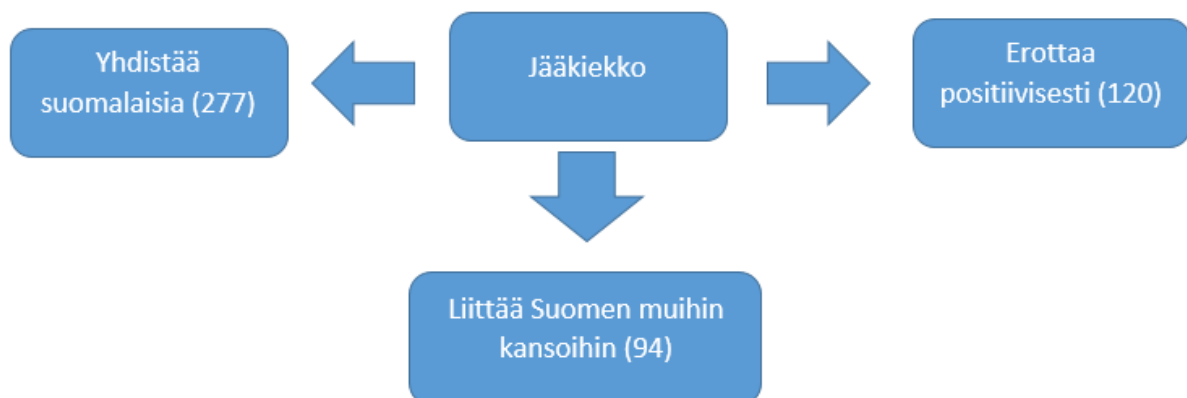 Jääkiekko
Yhdistää
suomalaisia (277)
Erottaa
positiivisesti (120)
Liittää Suomen muihin
kansoihin (94)